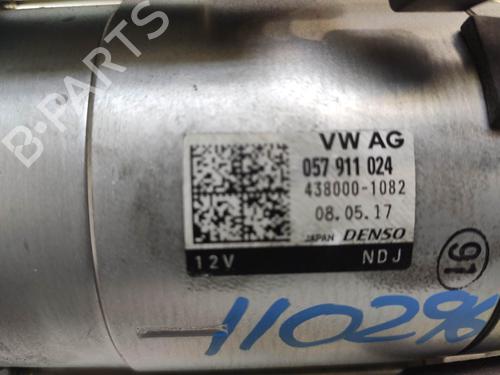 B-PARTS
VW AG
057 911 024
438000-1082
08.05.17
JAPAN DENSO
12V NDJ
91
110296